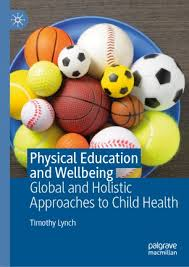 Physical Education
and Wellbeing
Global and Holistic
Approaches to Child Health
Timothy Lynch
palgrave
macmillan